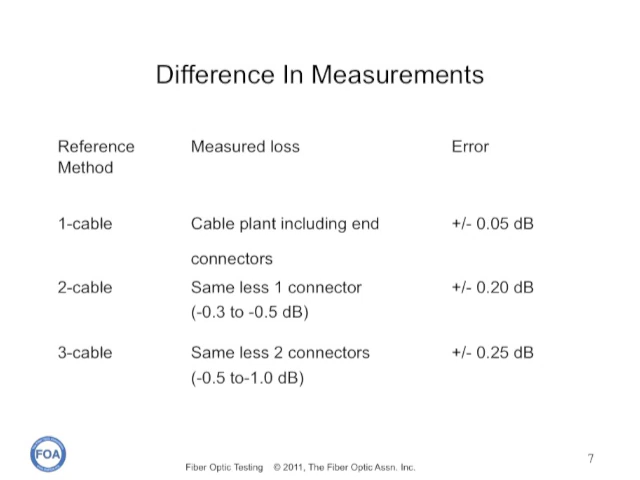 Difference In Measurements
Reference Measured loss Error
Method
1-cable Cable plant including end +/- 0.05 dB
connectors
2-cable Same less 1 connector +/- 0.20 dB
(-0.3 to -0.5 dB)
3-cable Same less 2 connectors +/- 0.25 dB
(-0.5 to-1.0 dB)
FOA
Fiber Optic Testing © 2011, The Fiber Optic Assn. Inc.
7